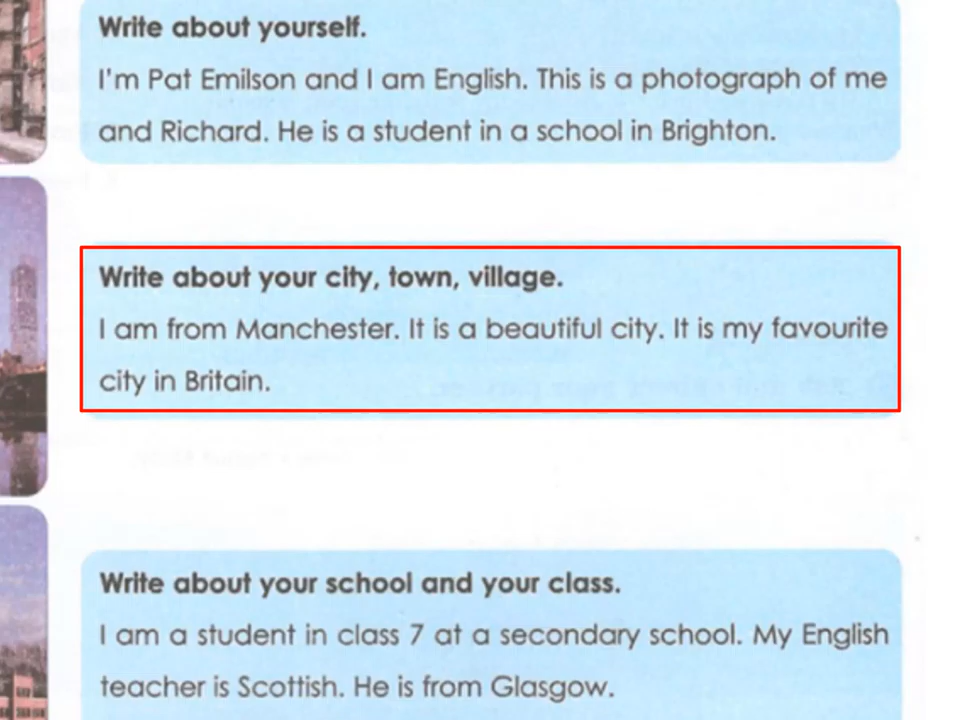 Write about yourself.
I'm Pat Emilson and I am English. This is a photograph of me
and Richard. He is a student in a school in Brighton.
Write about your city, town, village.
I am from Manchester. It is a beautiful city. It is my favourite
city in Britain.
Write about your school and your class.
I am a student in class 7 at a secondary school. My English
teacher is Scottish. He is from Glasgow.